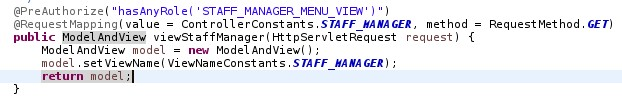 @PreAuthorize("hasAnyRole('STAFF_MANAGER_MENU_VIEW')")
@RequestMapping(value = ControllerConstants.STAFF_MANAGER, method = RequestMethod.GET)
public ModelAndView viewStaffManager(HttpServletRequest request) {
    ModelAndView model = new ModelAndView();
    model.setViewName(ViewNameConstants.STAFF_MANAGER);
    return model;
}